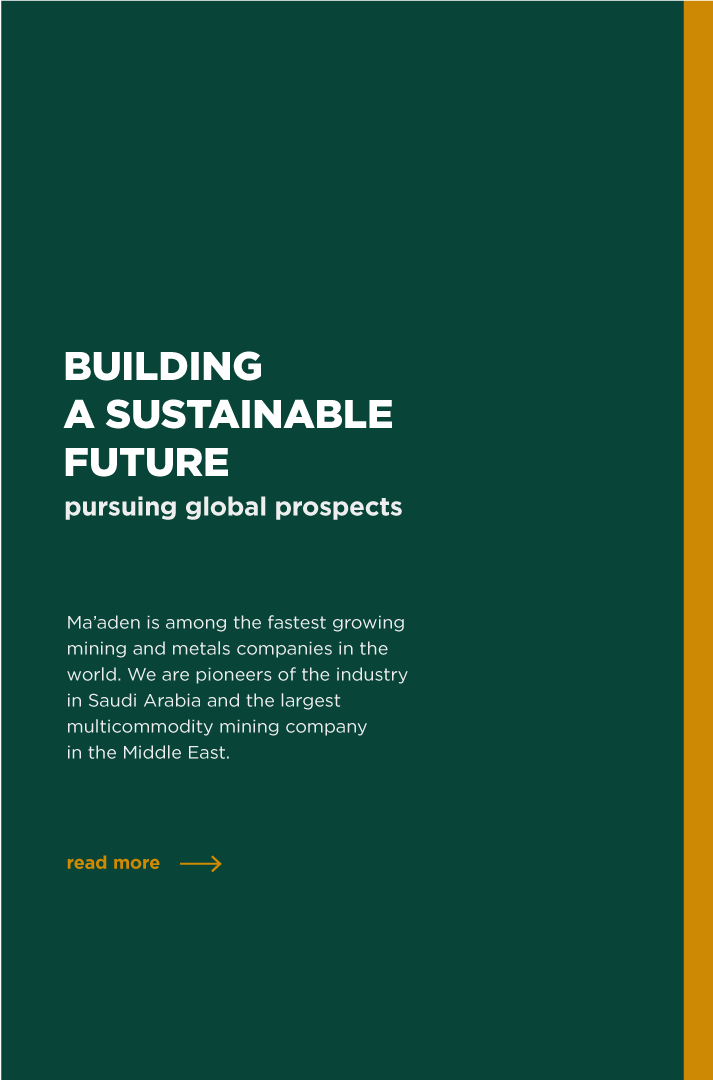 BUILDING
A SUSTAINABLE
FUTURE
pursuing global prospects
Ma’aden is among the fastest growing
mining and metals companies in the
world. We are pioneers of the industry
in Saudi Arabia and the largest
multicommodity mining company
in the Middle East.
read more